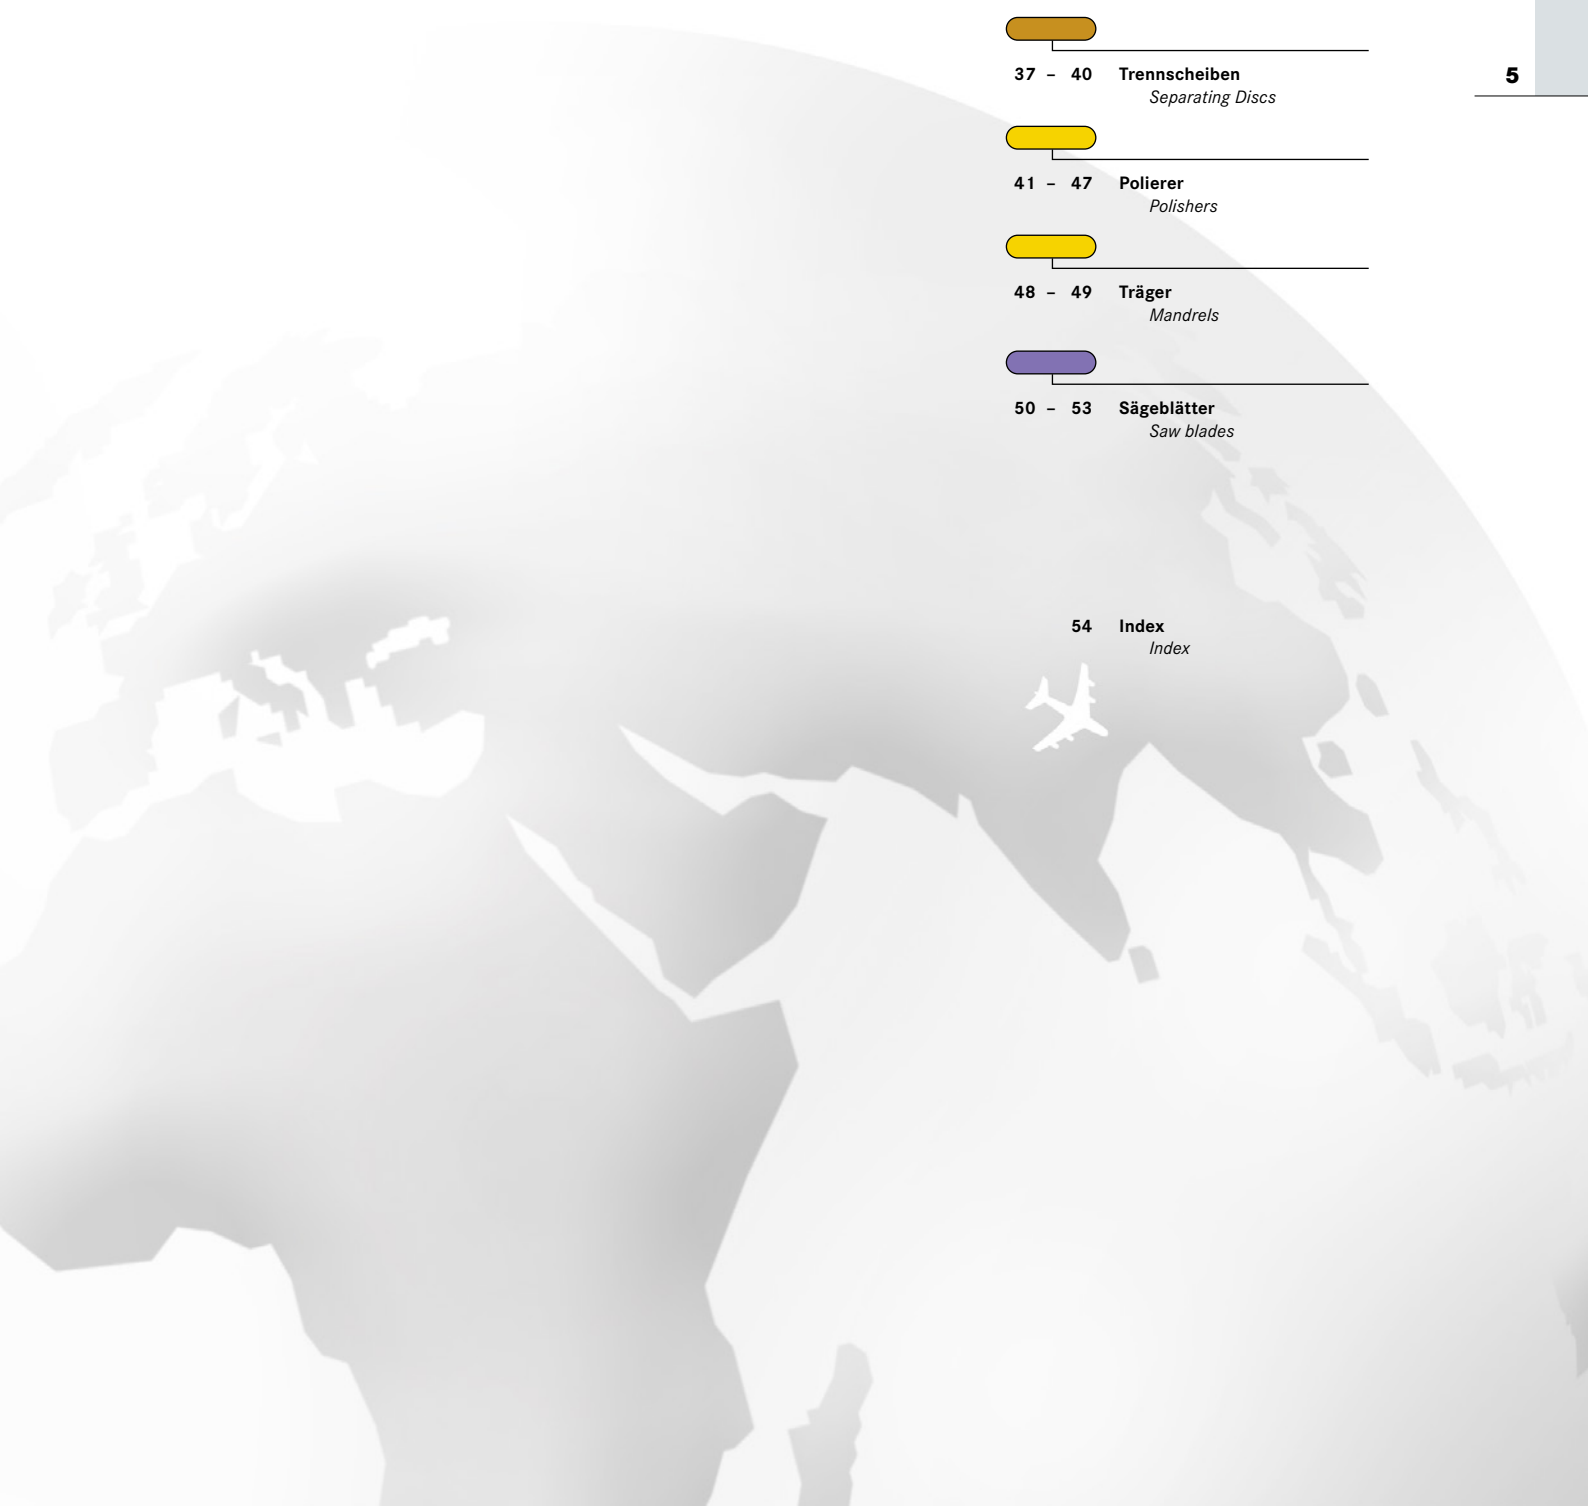 37 – 40 Trennscheiben
Separating Discs
5
41 – 47 Polierer
Polishers
48 – 49 Träger
Mandrels
50 – 53 Sägeblätter
Saw blades
54 Index
Index